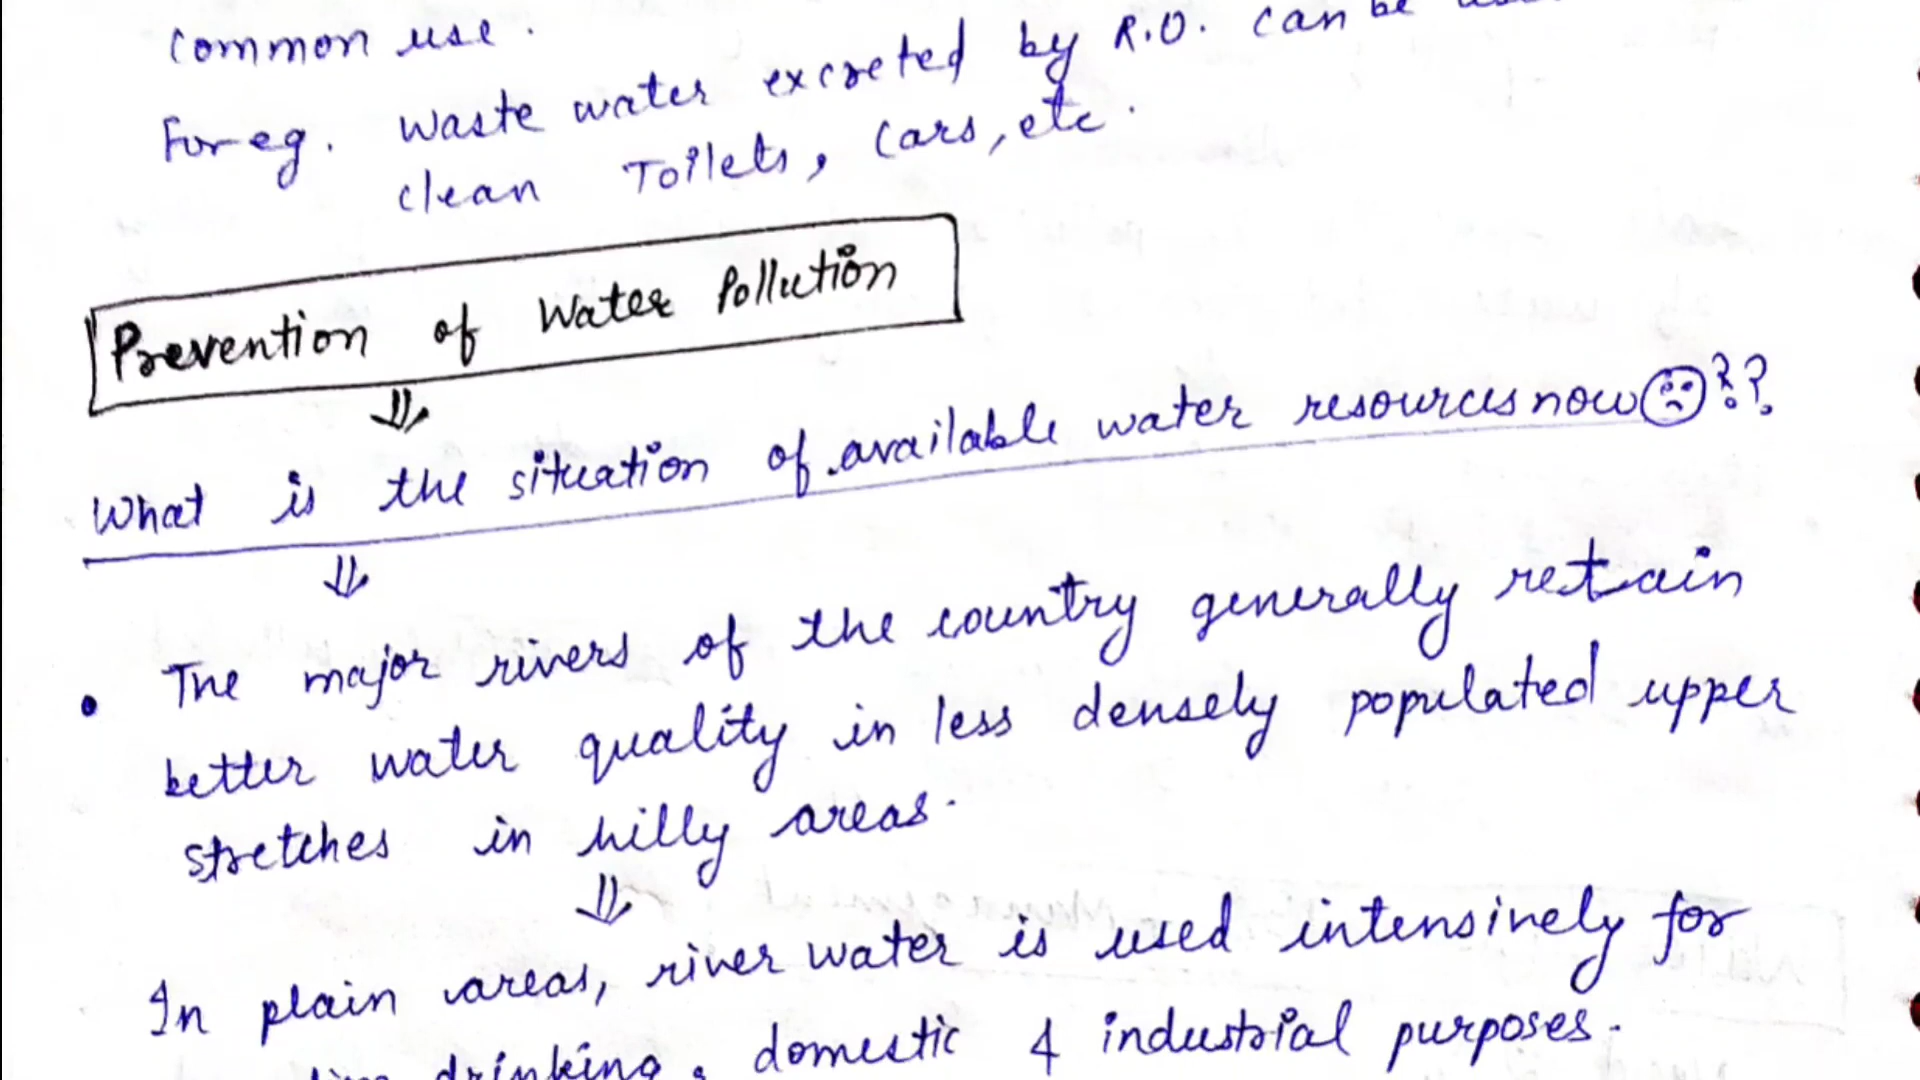 Common use.
For eg. Waste water excreted by R.O. can be
clean Toilets, Cars, etc.
Prevention of Water Pollution
What is the situation of available water resources now??
• The major rivers of the country generally retain
better water quality in less densely populated upper
stretches in hilly areas.
In plain areas, river water is used intensively for
drinking, domestic & industrial purposes.